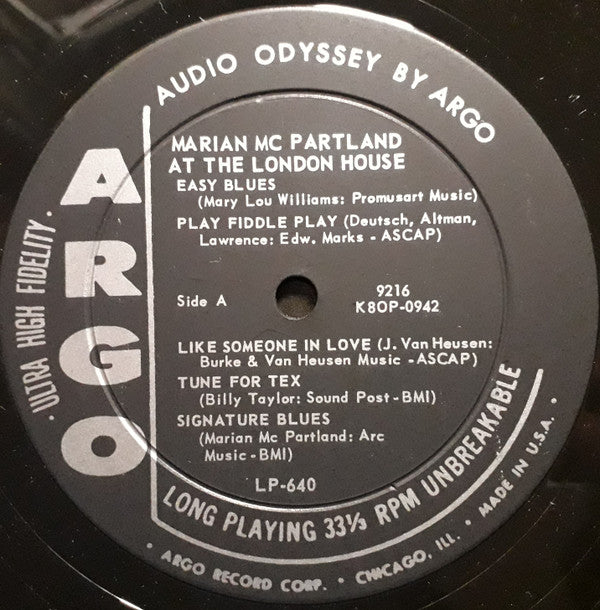 AUDIO ODYSSEY BY ARGO
ULTRA HIGH FIDELITY
ARGO
MARIAN MC PARTLAND
AT THE LONDON HOUSE
EASY BLUES
(Mary Lou Williams: Promusart Music)
PLAY FIDDLE PLAY (Deutsch, Altman,
Lawrence: Edw. Marks - ASCAP)
Side A
9216
K8OP-0942
LIKE SOMEONE IN LOVE (J. Van Heusen:
Burke & Van Heusen Music - ASCAP)
TUNE FOR TEX
(Billy Taylor: Sound Post - BMI)
SIGNATURE BLUES
(Marian Mc Partland: Arc
Music - BMI)
LP-640
LONG PLAYING 33⅓ RPM UNBREAKABLE
• ARGO RECORD CORP. • CHICAGO, ILL. • MADE IN U.S.A. •